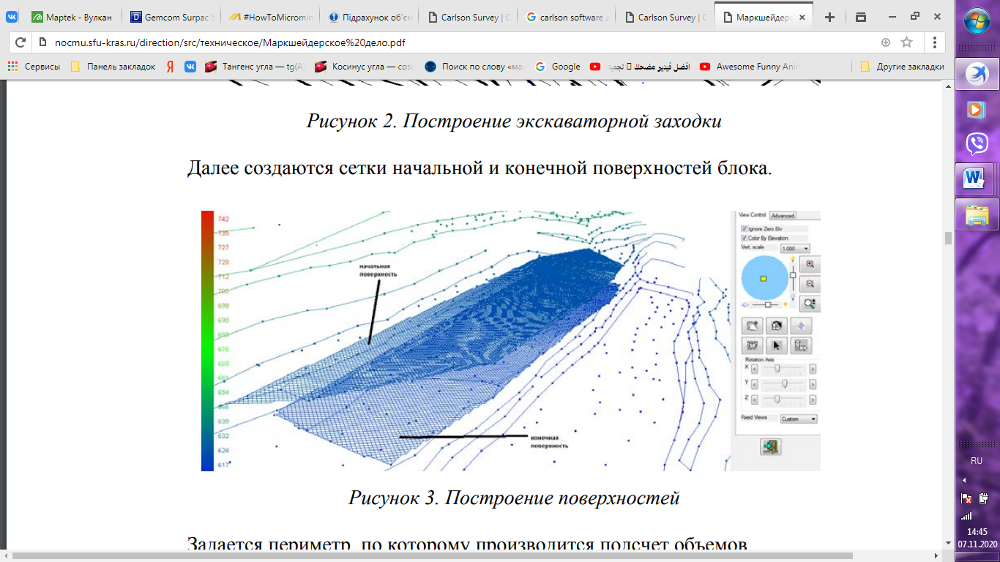 Maptek - Вулкан
Gemcom Surpac 5
#HowToMicromin
Підрахунок об'єм
Carlson Survey | C
carlson software д
Carlson Survey | C
Маркшейдерс
nocmu.sfu-kras.ru/direction/src/техническое/Маркшейдерское%20дело.pdf
Сервисы
Панель закладок
Тангенс угла — tg(A)
Косинус угла — cos(
Поиск по слову «ма
Google
افضل فيديو مضحك
Awesome Funny Ani
Другие закладки
Рисунок 2. Построение экскаваторной заходки
Далее создаются сетки начальной и конечной поверхностей блока.
742
735
727
720
712
705
698
690
683
676
668
661
654
646
639
632
624
617
начальная
поверхность
конечная
поверхность
View Control
Advanced
Ignore Zero Elv
Color By Elevation
Vert. scale
1.000
Rotation Axis
X
Y
Z
Fixed Views
Custom
Рисунок 3. Построение поверхностей
Задается периметр, по которому производится подсчет объемов
RU
14:45
07.11.2020